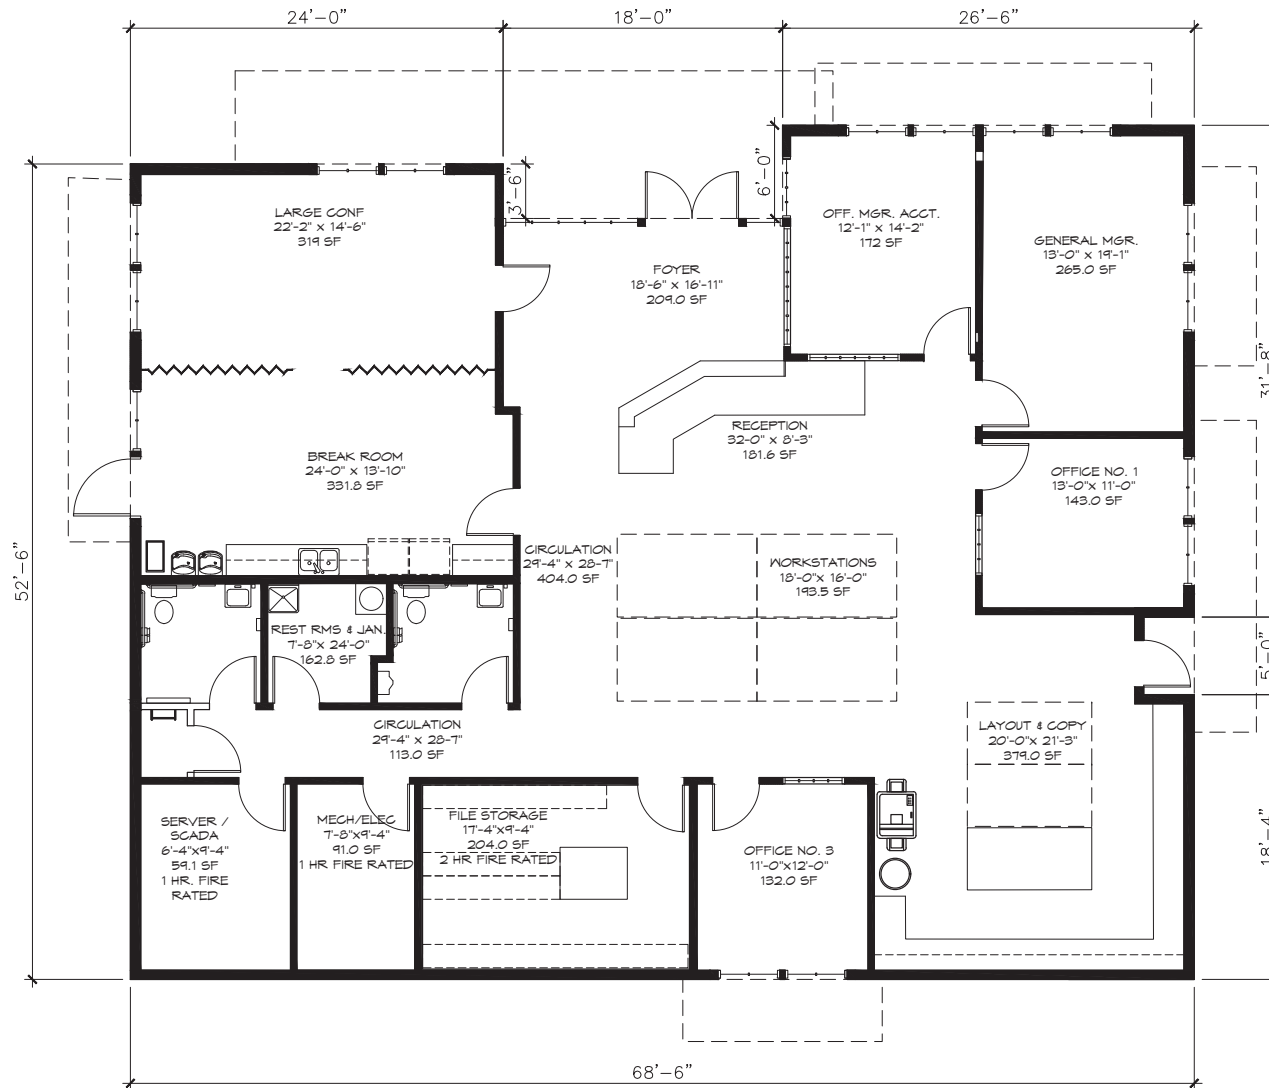 24'-0"
18'-0"
26'-6"
6'-0"
3'-6"
LARGE CONF
22'-2" x 14'-6"
319 SF
OFF. MGR. ACCT.
12'-1" x 14'-2"
172 SF
GENERAL MGR.
13'-0" x 19'-1"
265.0 SF
FOYER
18'-6" x 16'-11"
209.0 SF
31'-8"
RECEPTION
32-0" x 8'-3"
181.6 SF
BREAK ROOM
24'-0" x 13'-10"
331.8 SF
OFFICE NO. 1
13'-0"x 11'-0"
143.0 SF
52'-6"
CIRCULATION
29'-4" x 28-7"
404.0 SF
WORKSTATIONS
18'-0"x 16'-0"
193.5 SF
REST RMS & JAN.
7'-8"x 24'-0"
162.8 SF
5'-0"
CIRCULATION
29'-4" x 28-7"
113.0 SF
LAYOUT & COPY
20'-0"x 21'-3"
379.0 SF
SERVER /
SCADA
6'-4"x9'-4"
59.1 SF
1 HR. FIRE
RATED
MECH/ELEC
7'-8"x9'-4"
91.0 SF
1 HR FIRE RATED
FILE STORAGE
17'-4"x9'-4"
204.0 SF
2 HR FIRE RATED
OFFICE NO. 3
11'-0"x12'-0"
132.0 SF
18'-4"
68'-6"